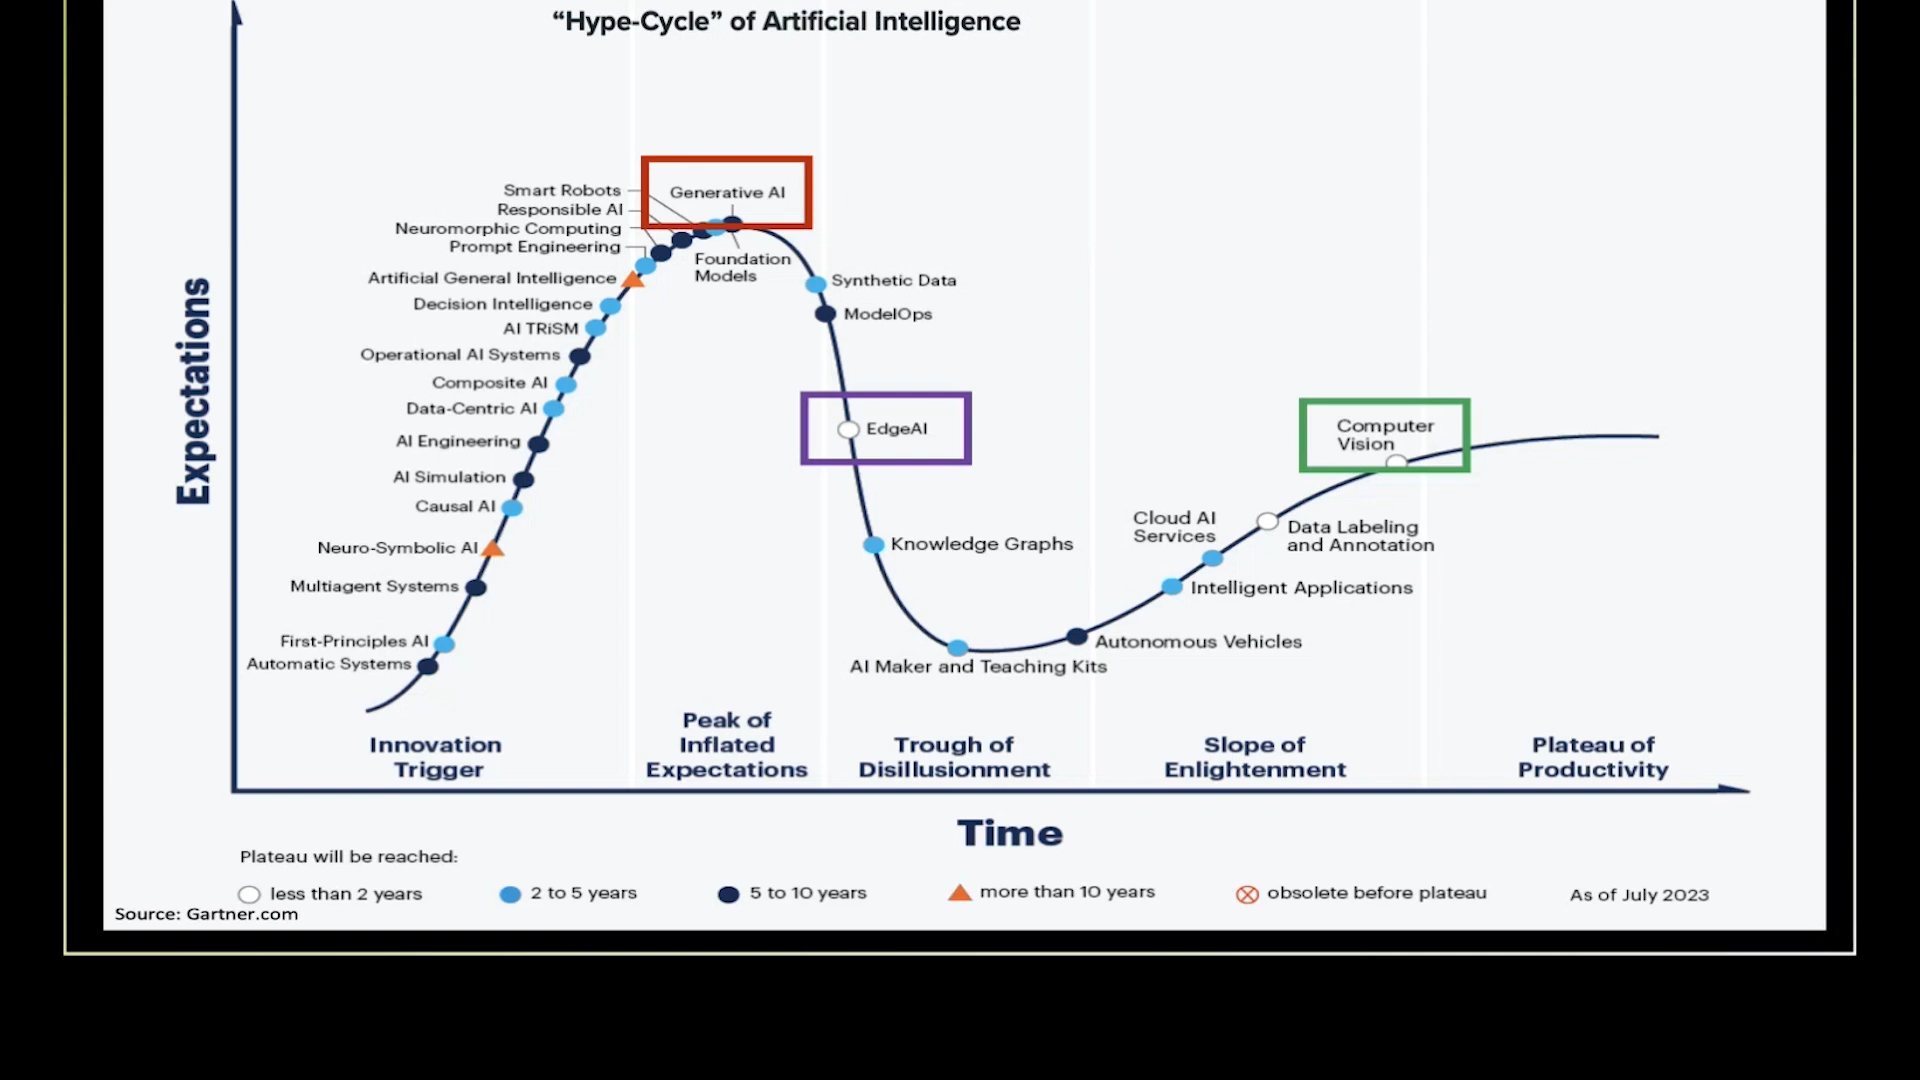 “Hype-Cycle” of Artificial Intelligence
Expectations
Smart Robots
Responsible AI
Neuromorphic Computing
Prompt Engineering
Artificial General Intelligence
Decision Intelligence
AI TRiSM
Operational AI Systems
Composite AI
Data-Centric AI
AI Engineering
AI Simulation
Causal AI
Neuro-Symbolic AI
Multiagent Systems
First-Principles AI
Automatic Systems
Generative AI
Foundation
Models
Synthetic Data
ModelOps
EdgeAI
Knowledge Graphs
AI Maker and Teaching Kits
Autonomous Vehicles
Intelligent Applications
Cloud AI
Services
Data Labeling
and Annotation
Computer
Vision
Innovation
Trigger
Peak of
Inflated
Expectations
Trough of
Disillusionment
Slope of
Enlightenment
Plateau of
Productivity
Time
Plateau will be reached:
less than 2 years
2 to 5 years
5 to 10 years
more than 10 years
obsolete before plateau
As of July 2023
Source: Gartner.com